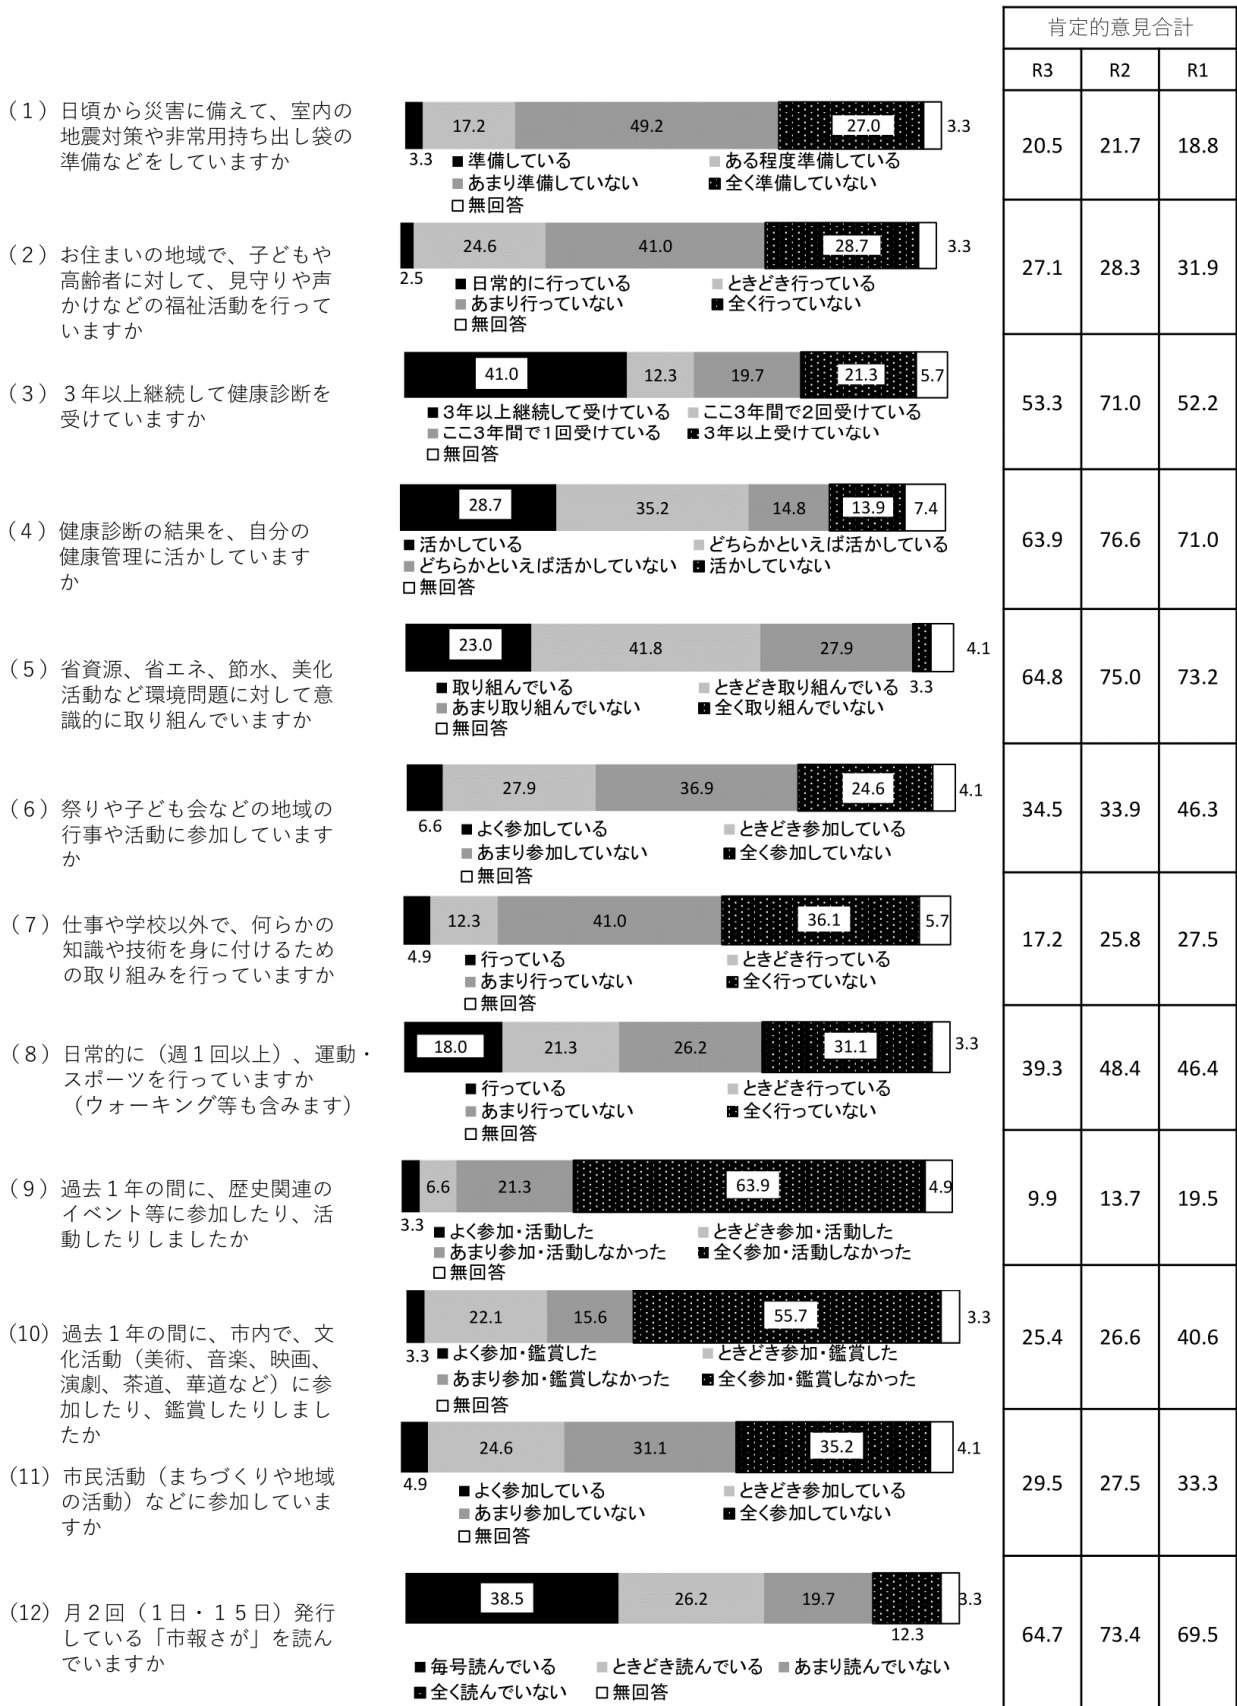 肯定的意見合計
R3 R2 R1
(1) 日頃から災害に備えて、室内の
地震対策や非常用持ち出し袋の
準備などをしていますか
17.2 49.2 27.0 3.3
3.3 ■準備している ■ある程度準備している
■あまり準備していない ■全く準備していない
□無回答
20.5 21.7 18.8
(2) お住まいの地域で、子どもや
高齢者に対して、見守りや声
かけなどの福祉活動を行って
いますか
24.6 41.0 28.7 3.3
2.5 ■日常的に行っている ■ときどき行っている
■あまり行っていない ■全く行っていない
□無回答
27.1 28.3 31.9
(3) 3年以上継続して健康診断を
受けていますか
41.0 12.3 19.7 21.3 5.7
■3年以上継続して受けている ■ここ3年間で2回受けている
■ここ3年間で1回受けている ■3年以上受けていない
□無回答
53.3 71.0 52.2
(4) 健康診断の結果を、自分の
健康管理に活かしています
か
28.7 35.2 14.8 13.9 7.4
■活かしている ■どちらかといえば活かしている
■どちらかといえば活かしていない ■活かしていない
□無回答
63.9 76.6 71.0
(5) 省資源、省エネ、節水、美化
活動など環境問題に対して意
識的に取り組んでいますか
23.0 41.8 27.9 4.1
■取り組んでいる ■ときどき取り組んでいる 3.3
■あまり取り組んでいない ■全く取り組んでいない
□無回答
64.8 75.0 73.2
(6) 祭りや子ども会などの地域の
行事や活動に参加しています
か
27.9 36.9 24.6 4.1
6.6 ■よく参加している ■ときどき参加している
■あまり参加していない ■全く参加していない
□無回答
34.5 33.9 46.3
(7) 仕事や学校以外で、何らかの
知識や技術を身に付けるため
の取り組みを行っていますか
12.3 41.0 36.1 5.7
4.9 ■行っている ■ときどき行っている
■あまり行っていない ■全く行っていない
□無回答
17.2 25.8 27.5
(8) 日常的に(週1回以上)、運動・
スポーツを行っていますか
(ウォーキング等も含みます)
18.0 21.3 26.2 31.1 3.3
■行っている ■ときどき行っている
■あまり行っていない ■全く行っていない
□無回答
39.3 48.4 46.4
(9) 過去1年の間に、歴史関連の
イベント等に参加したり、活
動したりしましたか
6.6 21.3 63.9 4.9
3.3 ■よく参加・活動した ■ときどき参加・活動した
■あまり参加・活動しなかった ■全く参加・活動しなかった
□無回答
9.9 13.7 19.5
(10) 過去1年の間に、市内で、文
化活動(美術、音楽、映画、
演劇、茶道、華道など)に参
加したり、鑑賞したりしまし
たか
22.1 15.6 55.7 3.3
3.3 ■よく参加・鑑賞した ■ときどき参加・鑑賞した
■あまり参加・鑑賞しなかった ■全く参加・鑑賞しなかった
□無回答
25.4 26.6 40.6
(11) 市民活動(まちづくりや地域
の活動)などに参加していま
すか
24.6 31.1 35.2 4.1
4.9 ■よく参加している ■ときどき参加している
■あまり参加していない ■全く参加していない
□無回答
29.5 27.5 33.3
(12) 月2回(1日・15日)発行
している「市報さが」を読ん
でいますか
38.5 26.2 19.7 3.3
12.3
■毎号読んでいる ■ときどき読んでいる ■あまり読んでいない
■全く読んでいない □無回答
64.7 73.4 69.5